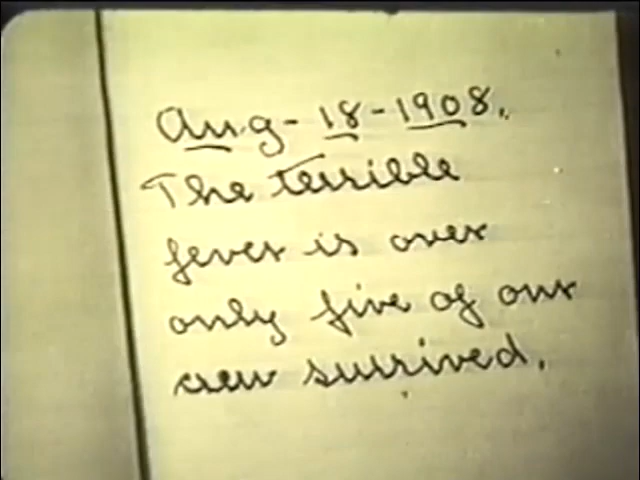 Aug-18-1908.
The terrible
fever is over
only five of our
crew survived.